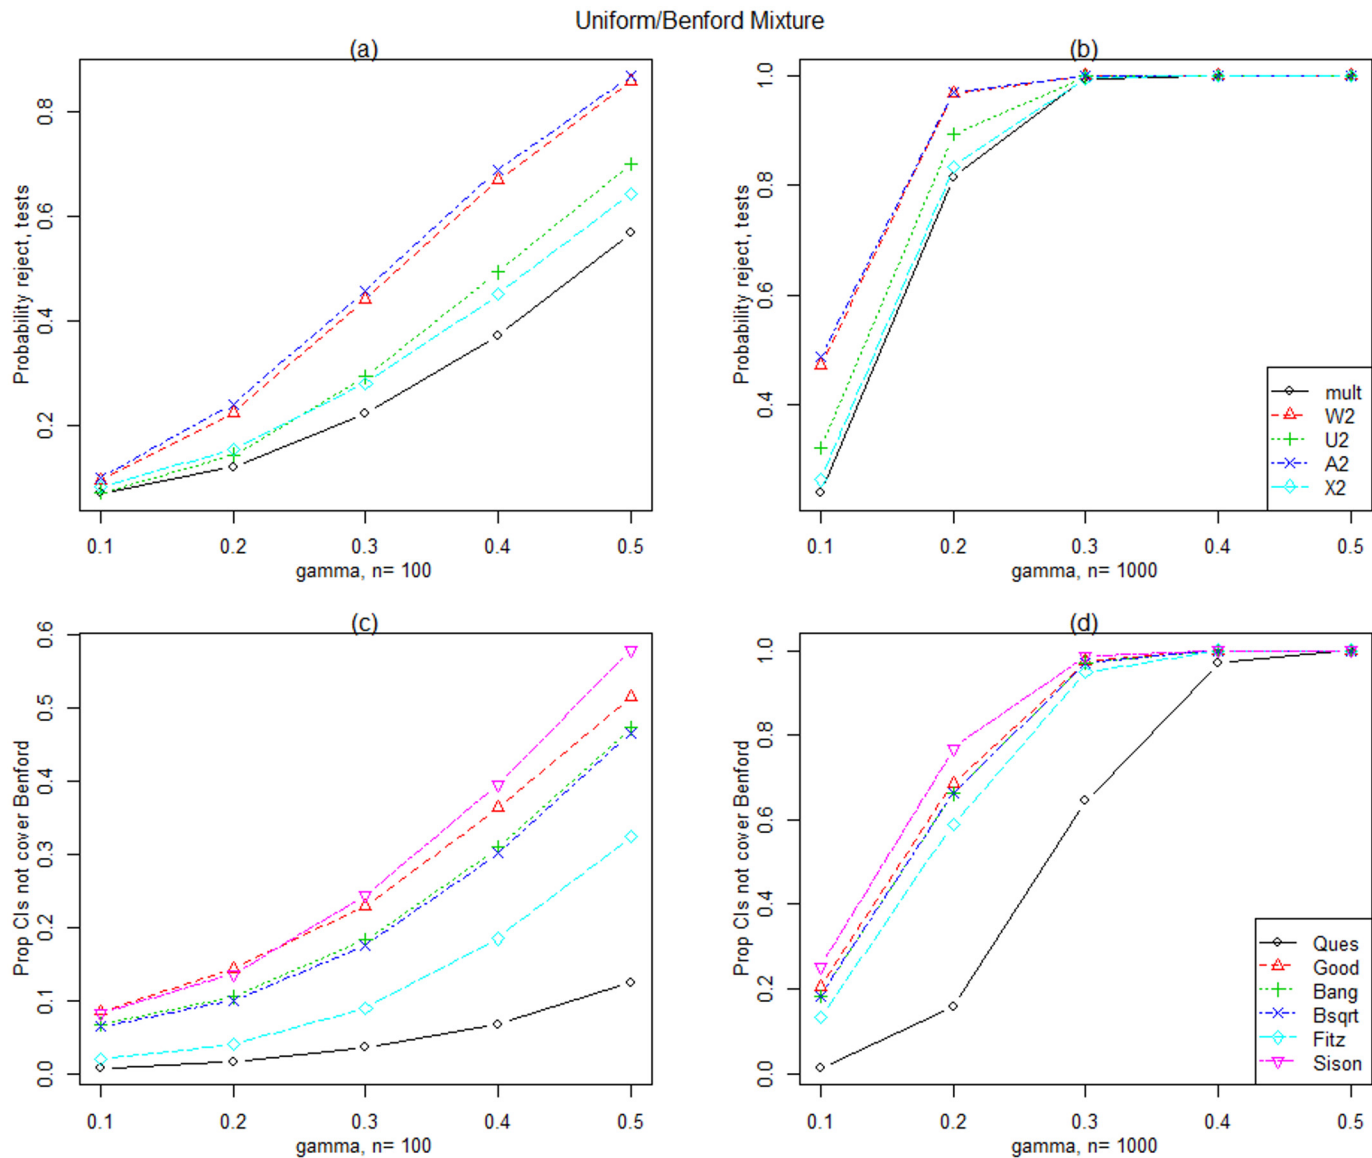 Uniform/Benford Mixture
(a)
Probability reject, tests
0.8
0.6
0.4
0.2
0.1 0.2 0.3 0.4 0.5
gamma, n= 100
(b)
Probability reject, tests
1.0
0.8
0.6
0.4
mult
W2
U2
A2
X2
0.1 0.2 0.3 0.4 0.5
gamma, n= 1000
(c)
Prop CIs not cover Benford
0.6
0.5
0.4
0.3
0.2
0.1
0.0
0.1 0.2 0.3 0.4 0.5
gamma, n= 100
(d)
Prop CIs not cover Benford
1.0
0.8
0.6
0.4
0.2
0.0
Ques
Good
Bang
Bsqrt
Fitz
Sison
0.1 0.2 0.3 0.4 0.5
gamma, n= 1000